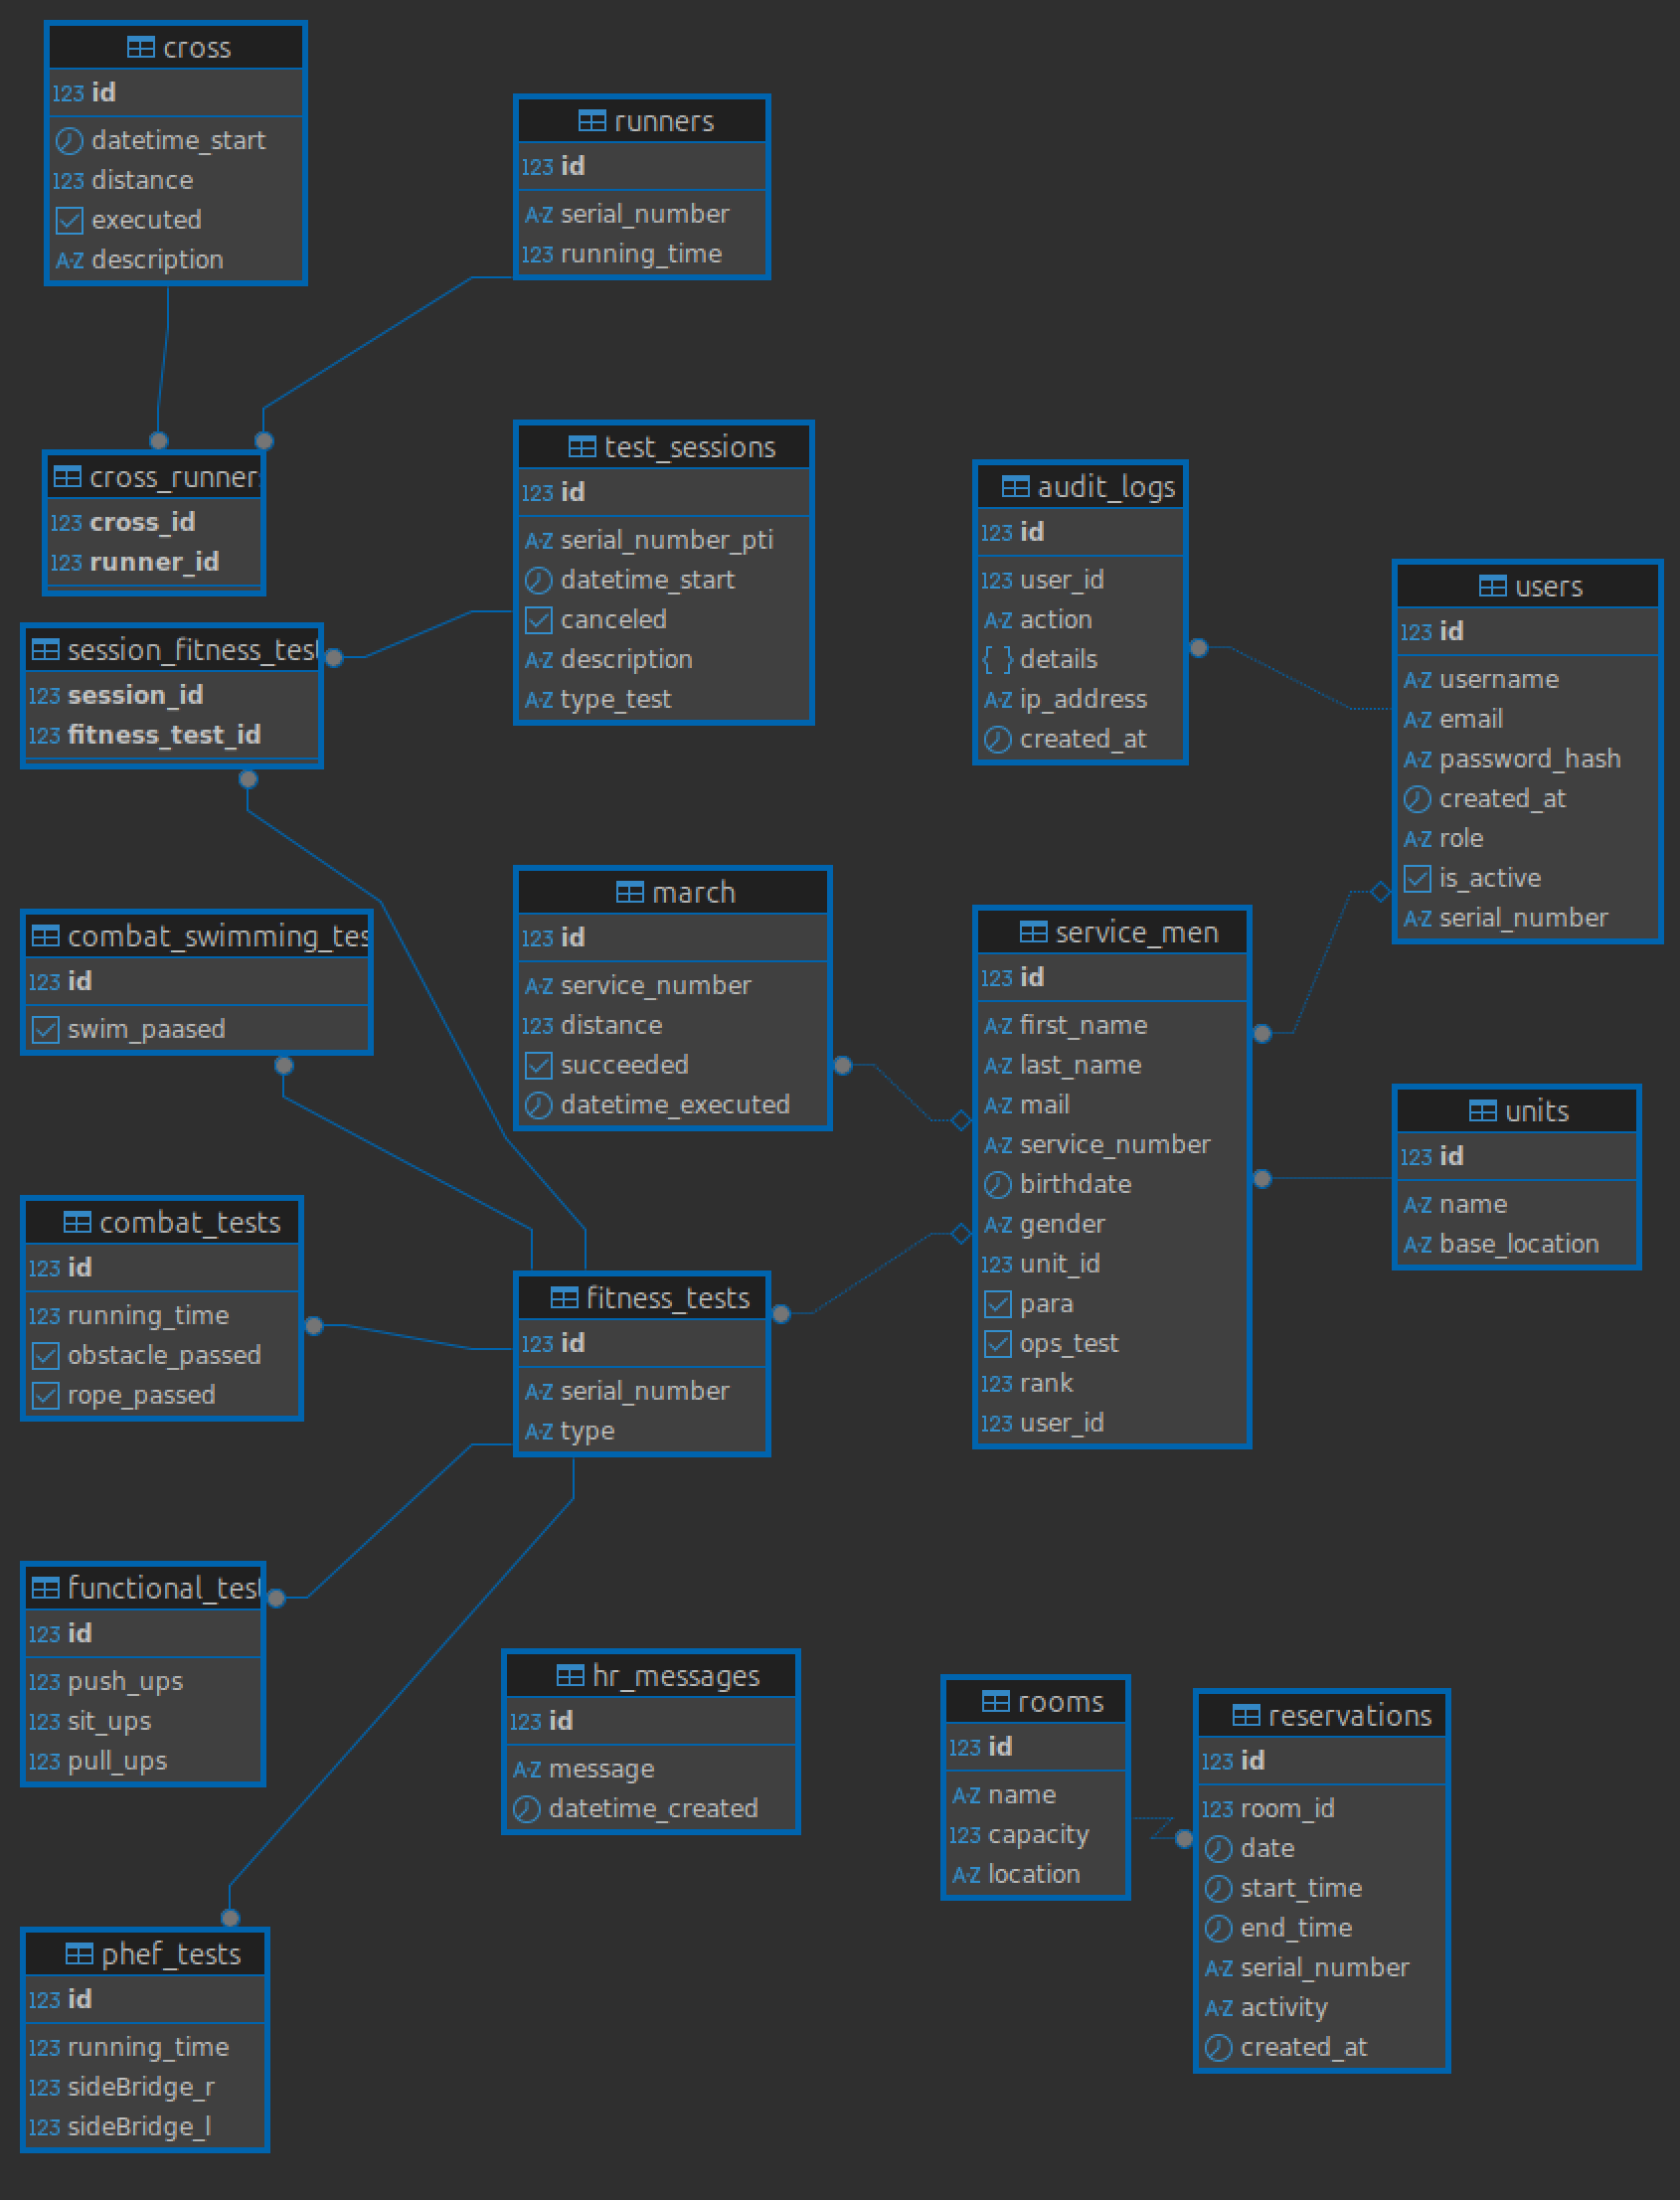 cross
123 id
datetime_start
123 distance
executed
A-Z description
runners
123 id
A-Z serial_number
123 running_time
cross_runner
123 cross_id
123 runner_id
test_sessions
123 id
A-Z serial_number_pti
datetime_start
canceled
A-Z description
A-Z type_test
session_fitness_test
123 session_id
123 fitness_test_id
audit_logs
123 id
123 user_id
A-Z action
{ } details
A-Z ip_address
created_at
users
123 id
A-Z username
A-Z email
A-Z password_hash
created_at
A-Z role
is_active
A-Z serial_number
combat_swimming_tes
123 id
swim_paased
march
123 id
A-Z service_number
123 distance
succeeded
datetime_executed
service_men
123 id
A-Z first_name
A-Z last_name
A-Z mail
A-Z service_number
birthdate
A-Z gender
123 unit_id
para
ops_test
123 rank
123 user_id
units
123 id
A-Z name
A-Z base_location
combat_tests
123 id
123 running_time
obstacle_passed
rope_passed
fitness_tests
123 id
A-Z serial_number
A-Z type
functional_test
123 id
123 push_ups
123 sit_ups
123 pull_ups
hr_messages
123 id
A-Z message
datetime_created
rooms
123 id
A-Z name
123 capacity
A-Z location
reservations
123 id
123 room_id
date
start_time
end_time
A-Z serial_number
A-Z activity
created_at
phef_tests
123 id
123 running_time
123 sideBridge_r
123 sideBridge_l